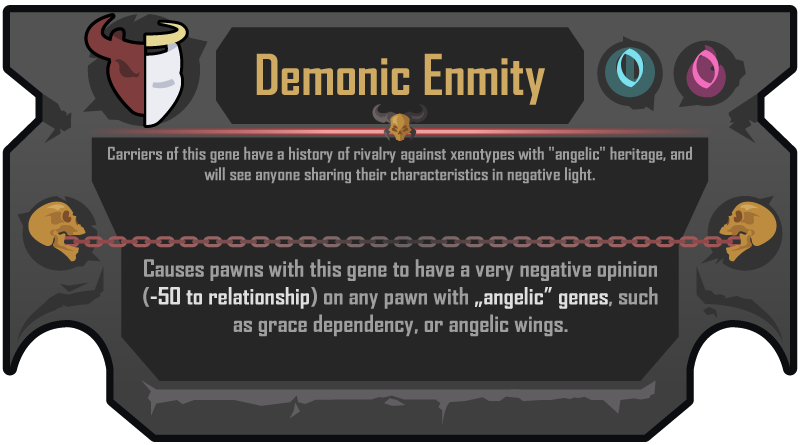 Demonic Enmity
Carriers of this gene have a history of rivalry against xenotypes with "angelic" heritage, and
will see anyone sharing their characteristics in negative light.
Causes pawns with this gene to have a very negative opinion
(-50 to relationship) on any pawn with „angelic” genes, such
as grace dependency, or angelic wings.